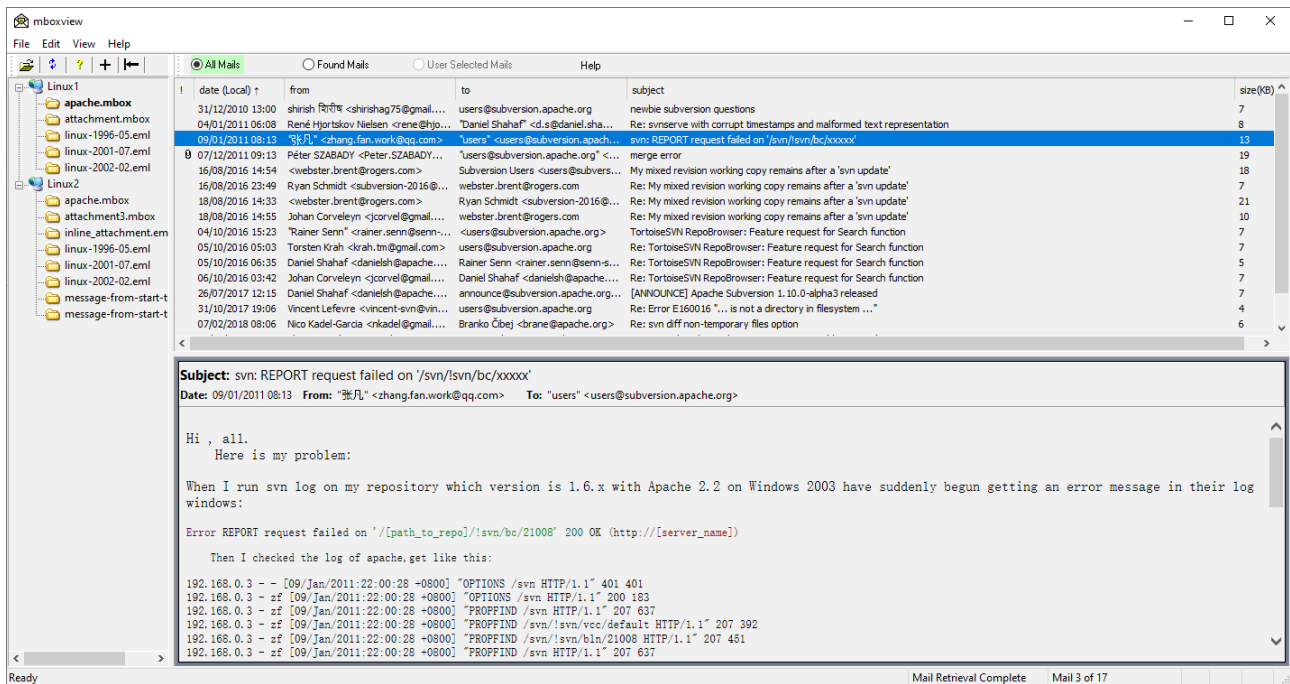 mboxview
File Edit View Help
All Mails Found Mails User Selected Mails Help
Linux1
apache.mbox
attachment.mbox
linux-1996-05.eml
linux-2001-07.eml
linux-2002-02.eml
Linux2
apache.mbox
attachment3.mbox
inline_attachment.em
linux-1996-05.eml
linux-2001-07.eml
linux-2002-02.eml
message-from-start-t
message-from-start-t
! date (Local) ↑ from to subject size(KB)
31/12/2010 13:00 shirish शिरीष <shirishag75@gmail.... users@subversion.apache.org newbie subversion questions 7
04/01/2011 06:08 René Hjortskov Nielsen <rene@hjo... "Daniel Shahaf" <d.s@daniel.sha... Re: svnserve with corrupt timestamps and malformed text representation 8
09/01/2011 08:13 "张凡" <zhang.fan.work@qq.com> "users" <users@subversion.apach... svn: REPORT request failed on '/svn/!svn/bc/xxxxx' 13
07/12/2011 09:13 Péter SZABADY <Peter.SZABADY... "users@subversion.apache.org" <... merge error 19
16/08/2016 14:54 <webster.brent@rogers.com> Subversion Users <users@subvers... My mixed revision working copy remains after a 'svn update' 18
16/08/2016 23:49 Ryan Schmidt <subversion-2016@... webster.brent@rogers.com Re: My mixed revision working copy remains after a 'svn update' 7
18/08/2016 14:33 <webster.brent@rogers.com> Ryan Schmidt <subversion-2016@... Re: My mixed revision working copy remains after a 'svn update' 21
18/08/2016 14:55 Johan Corveleyn <jcorvel@gmail.... webster.brent@rogers.com Re: My mixed revision working copy remains after a 'svn update' 10
04/10/2016 15:23 "Rainer Senn" <rainer.senn@senn-... <users@subversion.apache.org> TortoiseSVN RepoBrowser: Feature request for Search function 7
05/10/2016 05:03 Torsten Krah <krah.tm@gmail.com> users@subversion.apache.org Re: TortoiseSVN RepoBrowser: Feature request for Search function 7
05/10/2016 06:35 Daniel Shahaf <danielsh@apache.... Rainer Senn <rainer.senn@senn-s... Re: TortoiseSVN RepoBrowser: Feature request for Search function 5
06/10/2016 03:42 Johan Corveleyn <jcorvel@gmail.... Daniel Shahaf <danielsh@apache.... Re: TortoiseSVN RepoBrowser: Feature request for Search function 7
26/07/2017 12:15 Daniel Shahaf <danielsh@apache.... announce@subversion.apache.org... [ANNOUNCE] Apache Subversion 1.10.0-alpha3 released 7
31/10/2017 19:06 Vincent Lefevre <vincent-svn@vin... users@subversion.apache.org Re: Error E160016 "... is not a directory in filesystem ..." 4
07/02/2018 08:06 Nico Kadel-Garcia <nkadel@gmail.... Branko Čibej <brane@apache.org> Re: svn diff non-temporary files option 6
Subject: svn: REPORT request failed on '/svn/!svn/bc/xxxxx'
Date: 09/01/2011 08:13 From: "张凡" <zhang.fan.work@qq.com> To: "users" <users@subversion.apache.org>
Hi , all.
Here is my problem:
When I run svn log on my repository which version is 1.6.x with Apache 2.2 on Windows 2003 have suddenly begun getting an error message in their log
windows:
Error REPORT request failed on '/[path_to_repo]/!svn/bc/21008' 200 OK (http://[server_name])
Then I checked the log of apache,get like this:
192.168.0.3 - - [09/Jan/2011:22:00:28 +0800] "OPTIONS /svn HTTP/1.1" 401 401
192.168.0.3 - zf [09/Jan/2011:22:00:28 +0800] "OPTIONS /svn HTTP/1.1" 200 183
192.168.0.3 - zf [09/Jan/2011:22:00:28 +0800] "PROPFIND /svn HTTP/1.1" 207 637
192.168.0.3 - zf [09/Jan/2011:22:00:28 +0800] "PROPFIND /svn/!svn/vcc/default HTTP/1.1" 207 392
192.168.0.3 - zf [09/Jan/2011:22:00:28 +0800] "PROPFIND /svn/!svn/bln/21008 HTTP/1.1" 207 451
192.168.0.3 - zf [09/Jan/2011:22:00:28 +0800] "PROPFIND /svn HTTP/1.1" 207 637
Ready Mail Retrieval Complete Mail 3 of 17